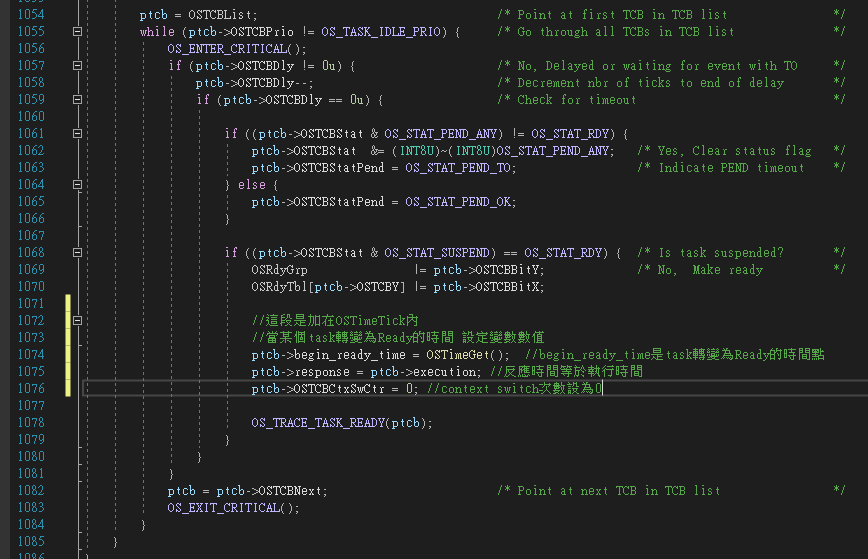 1054 ptcb = OSTCBList; /* Point at first TCB in TCB list */
1055 while (ptcb->OSTCBPrio != OS_TASK_IDLE_PRIO) { /* Go through all TCBs in TCB list */
1056 OS_ENTER_CRITICAL();
1057 if (ptcb->OSTCBDly != 0u) { /* No, Delayed or waiting for event with TO */
1058 ptcb->OSTCBDly--; /* Decrement nbr of ticks to end of delay */
1059 if (ptcb->OSTCBDly == 0u) { /* Check for timeout */
1060
1061 if ((ptcb->OSTCBStat & OS_STAT_PEND_ANY) != OS_STAT_RDY) {
1062 ptcb->OSTCBStat &= (INT8U)~(INT8U)OS_STAT_PEND_ANY; /* Yes, Clear status flag */
1063 ptcb->OSTCBStatPend = OS_STAT_PEND_TO; /* Indicate PEND timeout */
1064 } else {
1065 ptcb->OSTCBStatPend = OS_STAT_PEND_OK;
1066 }
1067
1068 if ((ptcb->OSTCBStat & OS_STAT_SUSPEND) == OS_STAT_RDY) { /* Is task suspended? */
1069 OSRdyGrp |= ptcb->OSTCBBitY; /* No, Make ready */
1070 OSRdyTbl[ptcb->OSTCBY] |= ptcb->OSTCBBitX;
1071
1072 //這段是加在OSTimeTick內
1073 //當某個task轉變為Ready的時間 設定變數數值
1074 ptcb->begin_ready_time = OSTimeGet(); //begin_ready_time是task轉變為Ready的時間點
1075 ptcb->response = ptcb->execution; //反應時間等於執行時間
1076 ptcb->OSTCBCtxSwCtr = 0; //context switch次數設為0
1077
1078 OS_TRACE_TASK_READY(ptcb);
1079 }
1080 }
1081 }
1082 ptcb = ptcb->OSTCBNext; /* Point at next TCB in TCB list */
1083 OS_EXIT_CRITICAL();
1084 }
1085 }